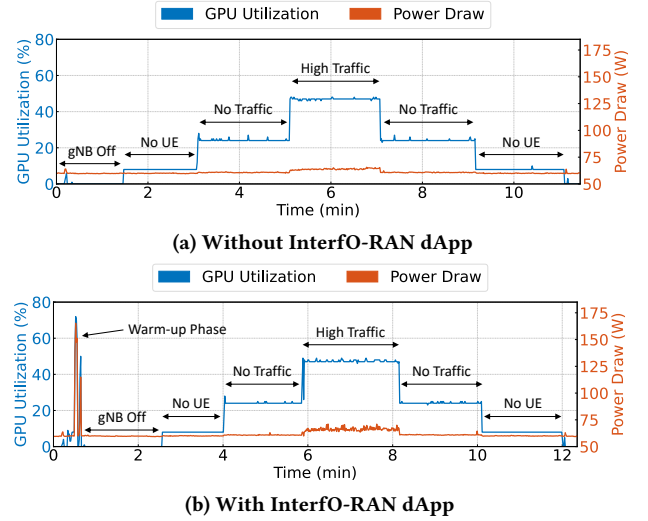 GPU Utilization Power Draw
GPU Utilization (%)
80
60
40
20
0
gNB Off
No UE
No Traffic
High Traffic
No Traffic
No UE
175
150
125
100
75
50
Power Draw (W)
0 2 4 6 8 10
Time (min)
(a) Without InterfO-RAN dApp
GPU Utilization Power Draw
GPU Utilization (%)
80
60
40
20
0
Warm-up Phase
gNB Off
No UE
No Traffic
High Traffic
No Traffic
No UE
175
150
125
100
75
50
Power Draw (W)
0 2 4 6 8 10 12
Time (min)
(b) With InterfO-RAN dApp